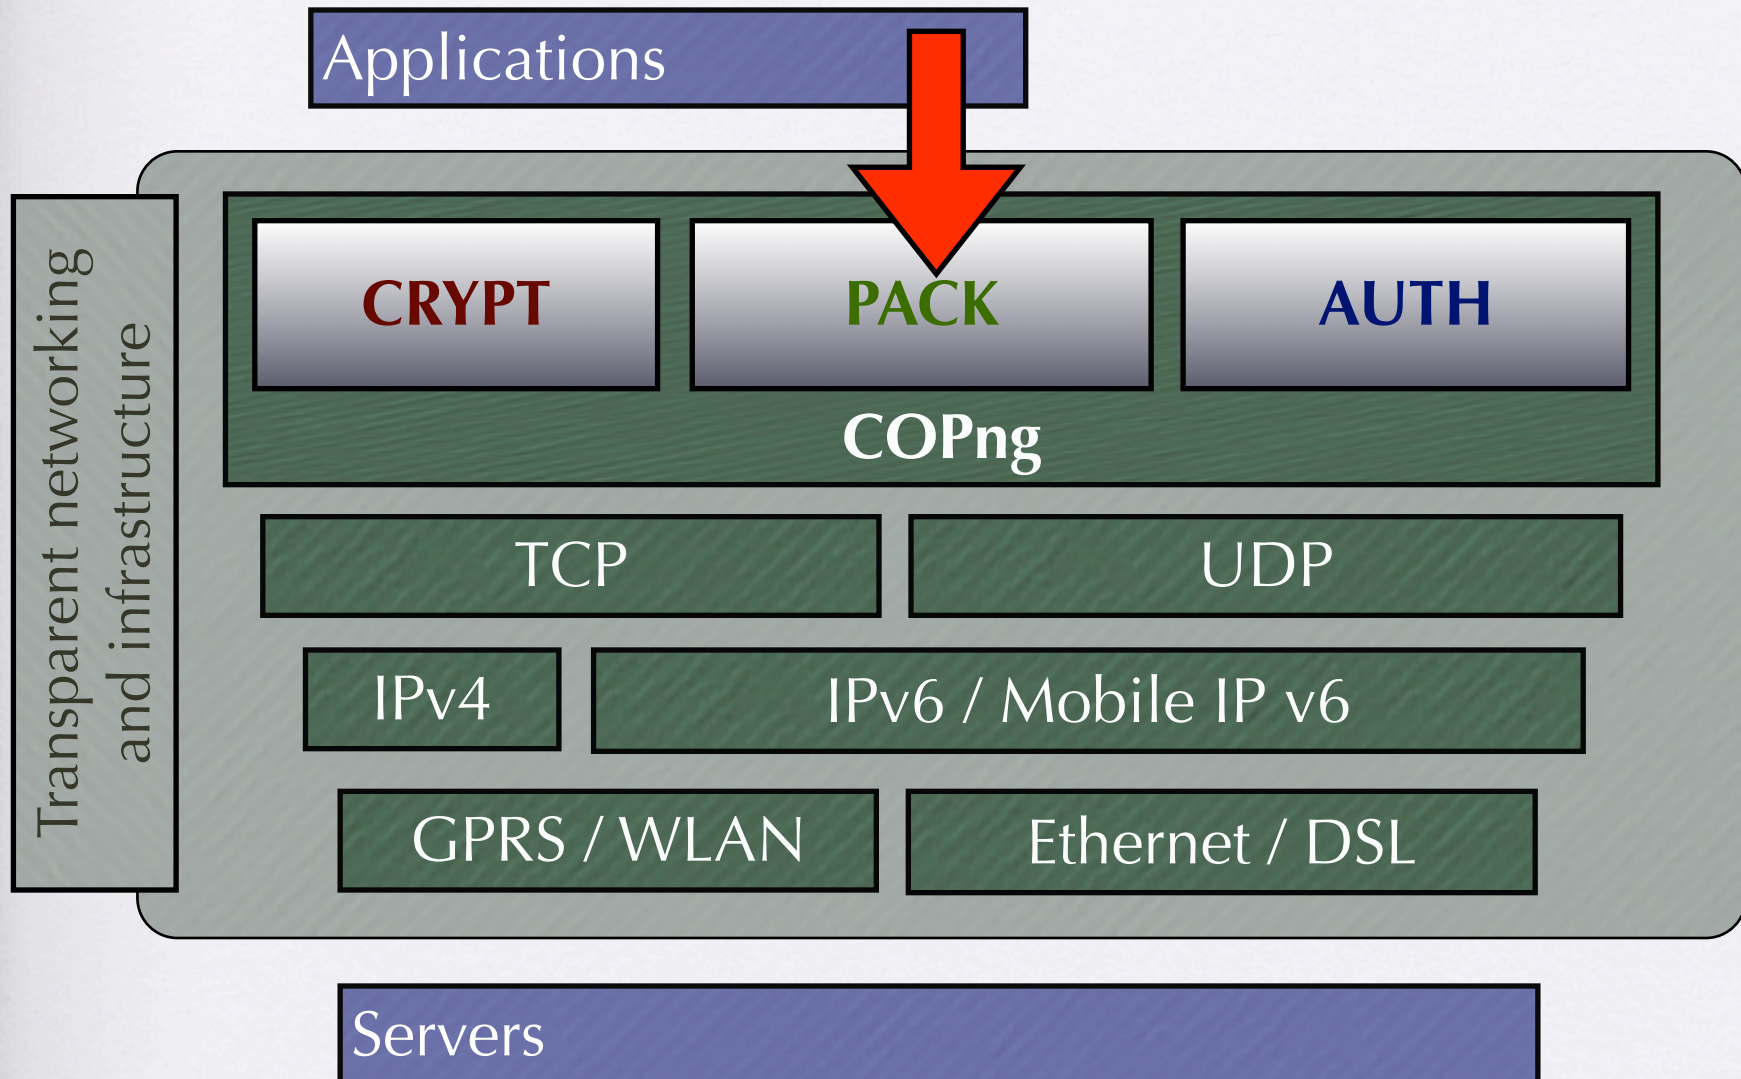 Applications
Transparent networking
and infrastructure
CRYPT
PACK
AUTH
COPng
TCP
UDP
IPv4
IPv6 / Mobile IP v6
GPRS / WLAN
Ethernet / DSL
Servers